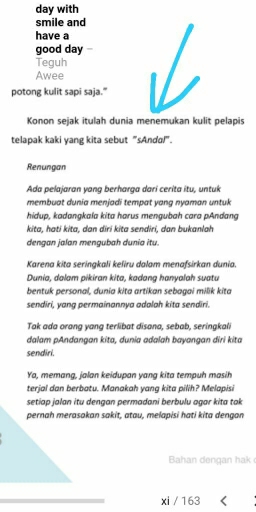 day with
smile and
have a
good day –
Teguh
Awee
potong kulit sapi saja."
Konon sejak itulah dunia menemukan kulit pelapis
telapak kaki yang kita sebut "sAndal".
Renungan
Ada pelajaran yang berharga dari cerita itu, untuk
membuat dunia menjadi tempat yang nyaman untuk
hidup, kadangkala kita harus mengubah cara pAndang
kita, hati kita, dan diri kita sendiri, dan bukanlah
dengan jalan mengubah dunia itu.
Karena kita seringkali keliru dalam menafsirkan dunia.
Dunia, dalam pikiran kita, kadang hanyalah suatu
bentuk personal, dunia kita artikan sebagai milik kita
sendiri, yang permainannya adalah kita sendiri.
Tak ada orang yang terlibat disana, sebab, seringkali
dalam pAndangan kita, dunia adalah bayangan diri kita
sendiri.
Ya, memang, jalan keidupan yang kita tempuh masih
terjal dan berbatu. Manakah yang kita pilih? Melapisi
setiap jalan itu dengan permadani berbulu agar kita tak
pernah merasakan sakit, atau, melapisi hati kita dengan
Bahan dengan hak
xi / 163